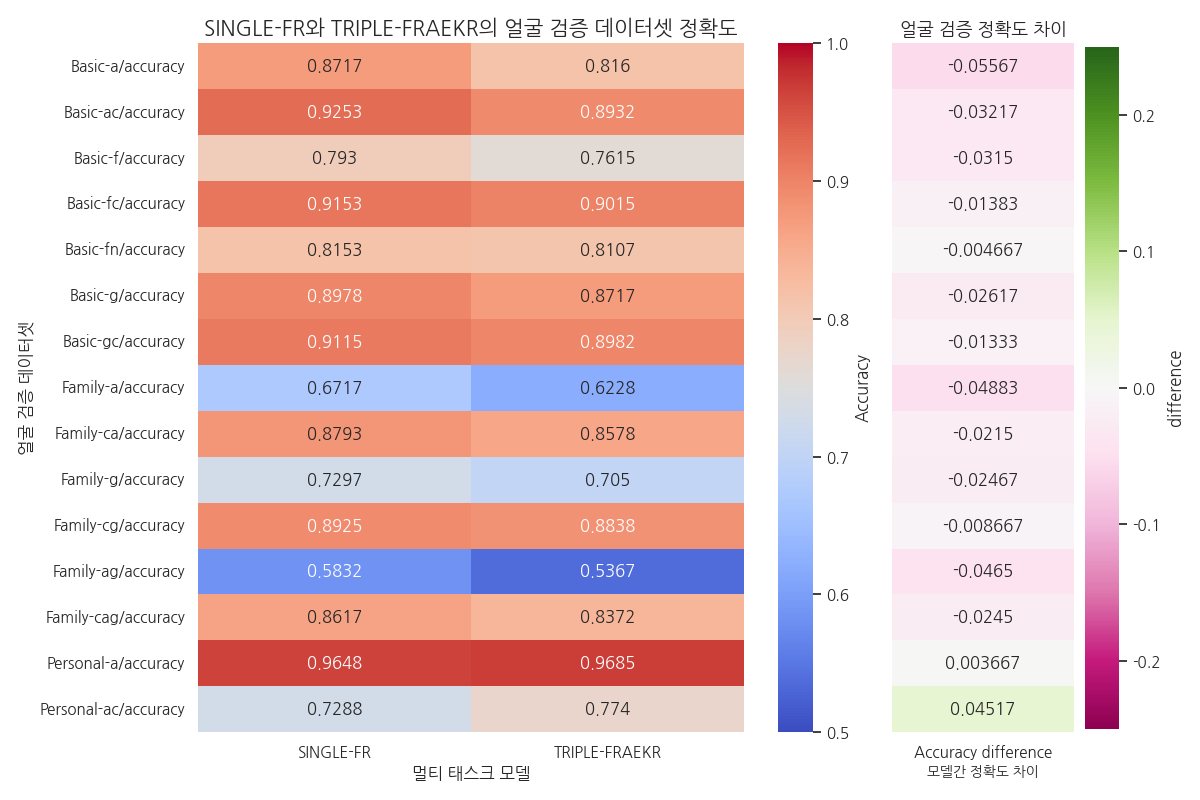 SINGLE-FR와 TRIPLE-FRAEKR의 얼굴 검증 데이터셋 정확도
얼굴 검증 데이터셋
Basic-a/accuracy 0.8717 0.816
Basic-ac/accuracy 0.9253 0.8932
Basic-f/accuracy 0.793 0.7615
Basic-fc/accuracy 0.9153 0.9015
Basic-fn/accuracy 0.8153 0.8107
Basic-g/accuracy 0.8978 0.8717
Basic-gc/accuracy 0.9115 0.8982
Family-a/accuracy 0.6717 0.6228
Family-ca/accuracy 0.8793 0.8578
Family-g/accuracy 0.7297 0.705
Family-cg/accuracy 0.8925 0.8838
Family-ag/accuracy 0.5832 0.5367
Family-cag/accuracy 0.8617 0.8372
Personal-a/accuracy 0.9648 0.9685
Personal-ac/accuracy 0.7288 0.774
SINGLE-FR TRIPLE-FRAEKR
멀티 태스크 모델
1.0
0.9
0.8
0.7
0.6
0.5
Accuracy
얼굴 검증 정확도 차이
-0.05567
-0.03217
-0.0315
-0.01383
-0.004667
-0.02617
-0.01333
-0.04883
-0.0215
-0.02467
-0.008667
-0.0465
-0.0245
0.003667
0.04517
Accuracy difference
모델간 정확도 차이
0.2
0.1
0.0
-0.1
-0.2
difference